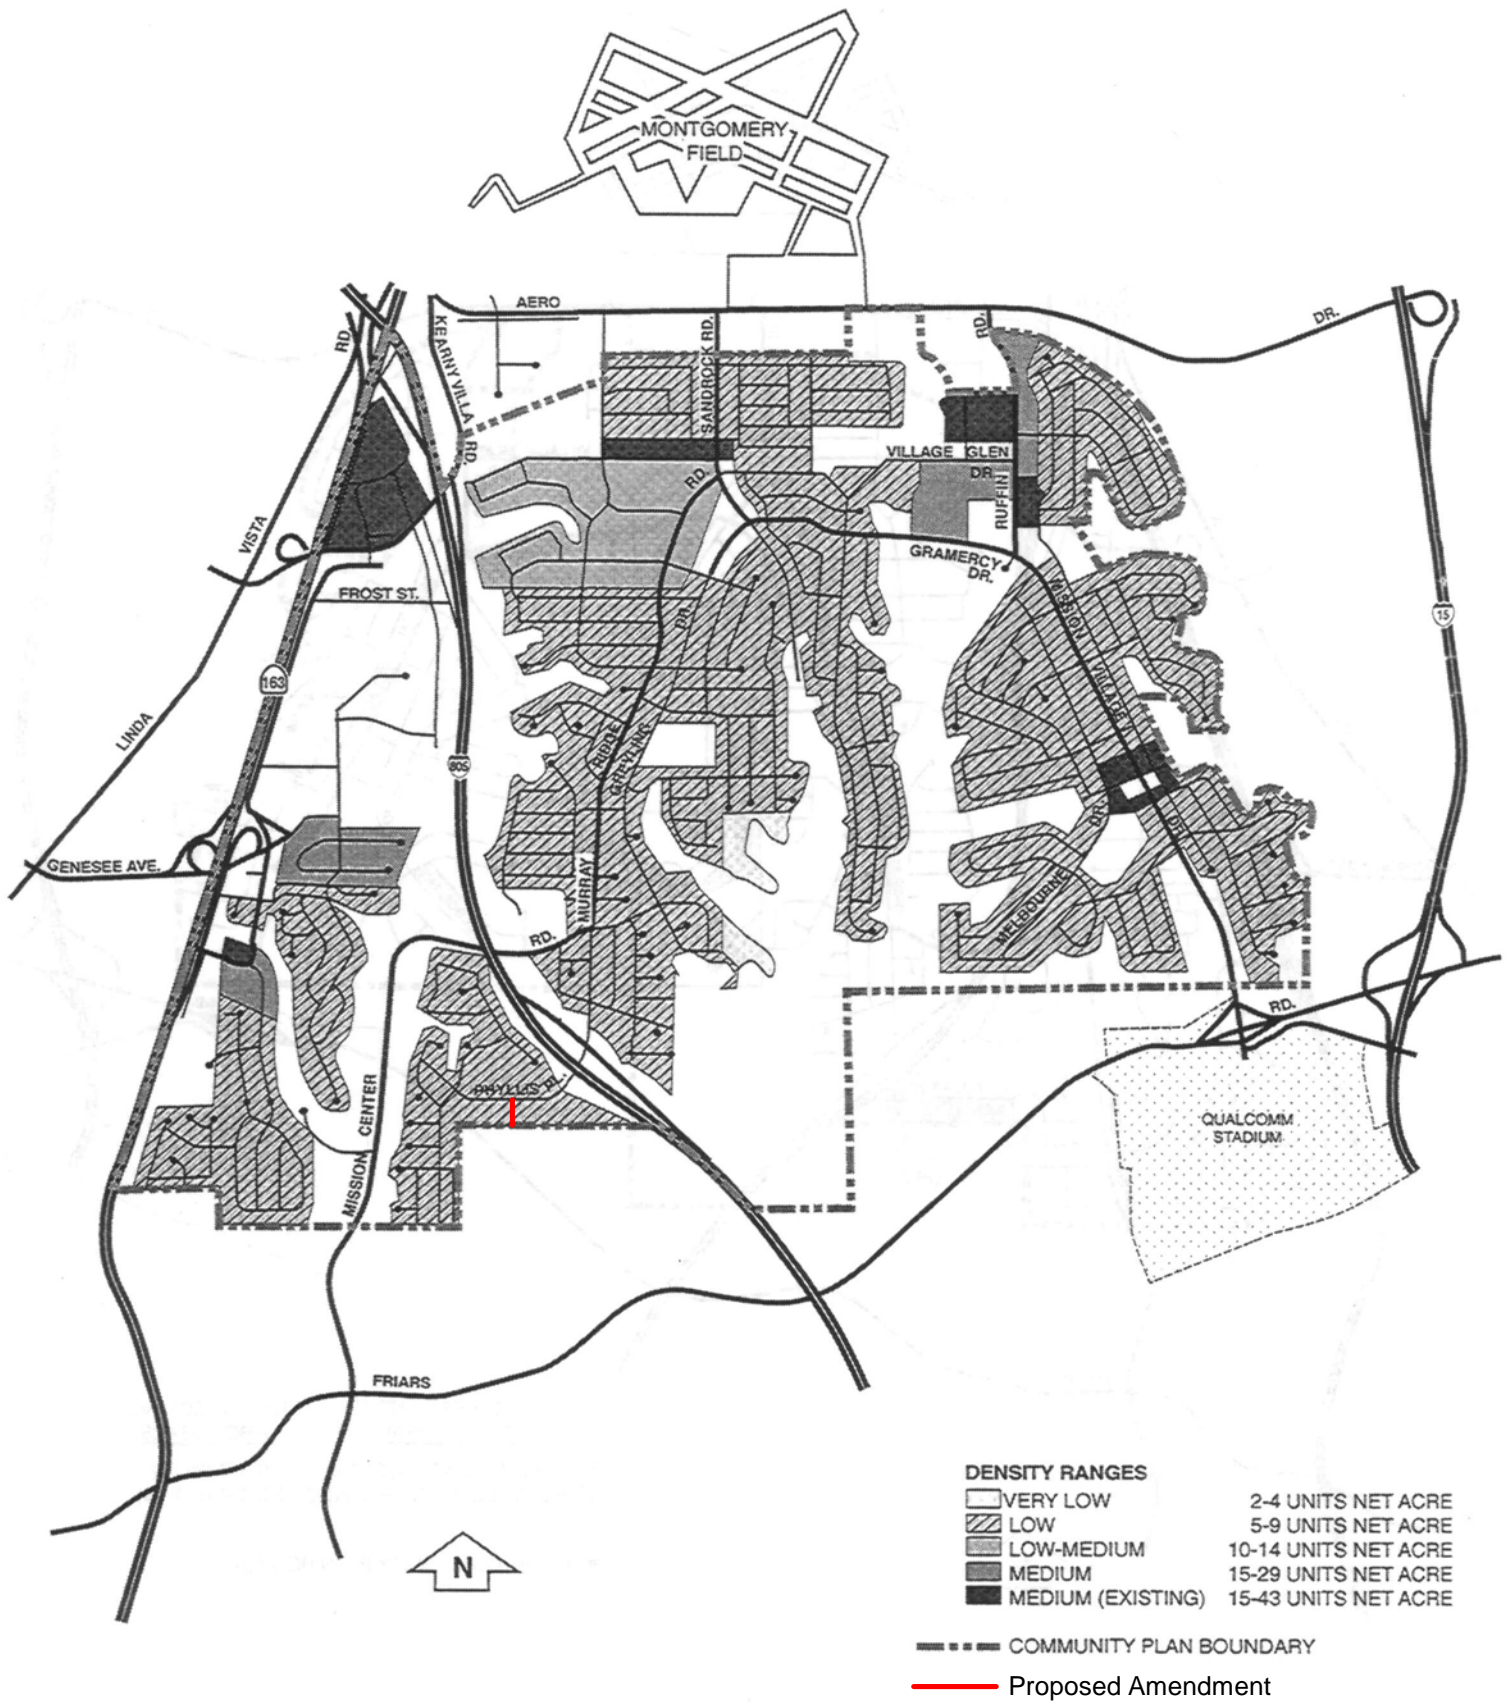 MONTGOMERY
FIELD
AERO
DR.
RD.
KEARNY VILLA
RD.
SANDROCK RD.
RD.
VILLAGE GLEN
DR.
RUFFIN
RD.
GRAMERCY
DR.
VISTA
LINDA
FROST ST.
163
805
15
MISSION
VILLAGE
DR.
DR.
RIDGE
GREYLING
MURRAY
RD.
MELBOURNE
DR.
GENESEE AVE.
MISSION CENTER
PHYLLIS PL.
RD.
QUALCOMM
STADIUM
FRIARS
N
DENSITY RANGES
VERY LOW 2-4 UNITS NET ACRE
LOW 5-9 UNITS NET ACRE
LOW-MEDIUM 10-14 UNITS NET ACRE
MEDIUM 15-29 UNITS NET ACRE
MEDIUM (EXISTING) 15-43 UNITS NET ACRE
COMMUNITY PLAN BOUNDARY
Proposed Amendment